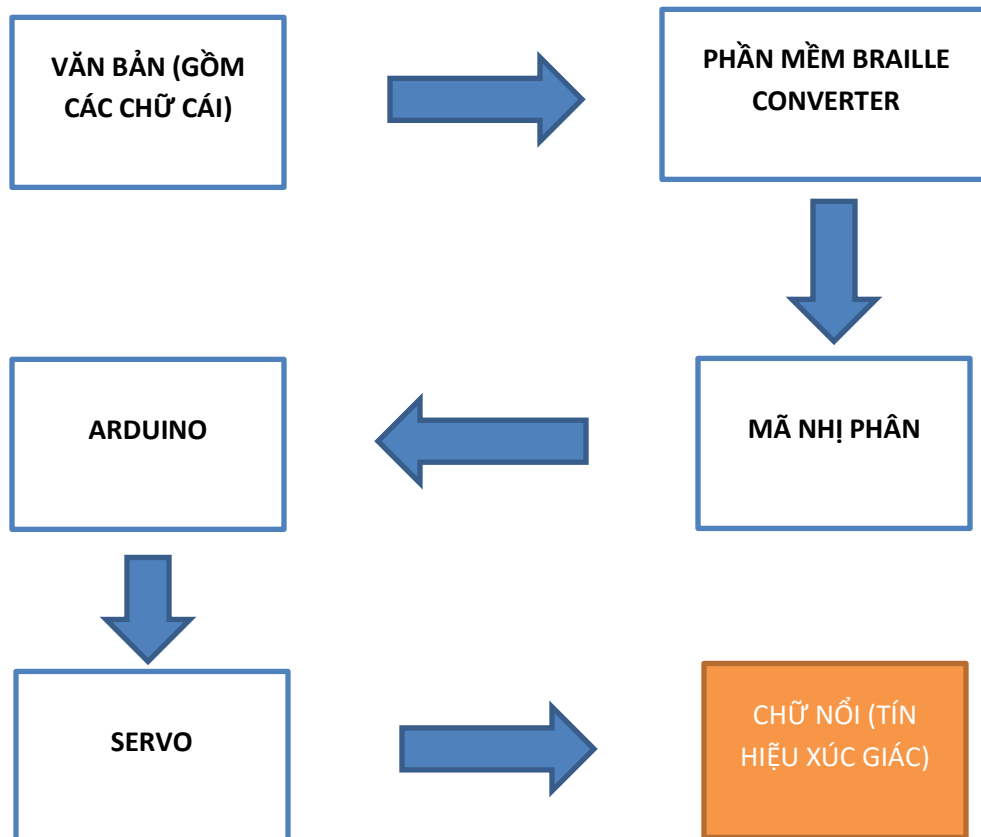 VĂN BẢN (GỒM
CÁC CHỮ CÁI)
PHẦN MỀM BRAILLE
CONVERTER
MÃ NHỊ PHÂN
ARDUINO
SERVO
CHỮ NỔI (TÍN
HIỆU XÚC GIÁC)